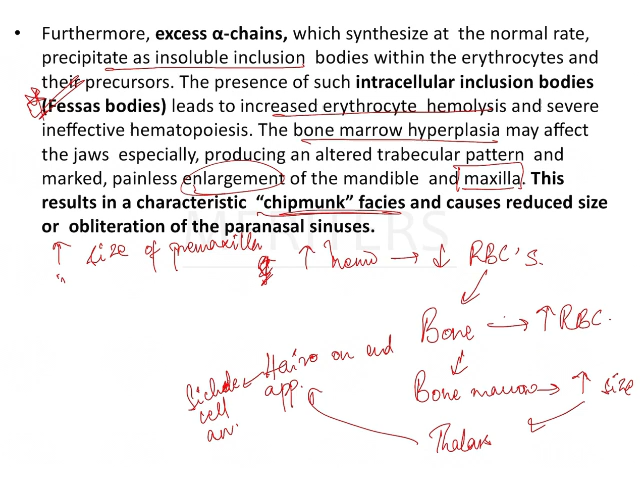 • Furthermore, excess α-chains, which synthesize at the normal rate,
precipitate as insoluble inclusion bodies within the erythrocytes and
their precursors. The presence of such intracellular inclusion bodies
(Fessas bodies) leads to increased erythrocyte hemolysis and severe
ineffective hematopoiesis. The bone marrow hyperplasia may affect
the jaws especially, producing an altered trabecular pattern and
marked, painless enlargement of the mandible and maxilla. This
results in a characteristic “chipmunk” facies and causes reduced size
or obliteration of the paranasal sinuses.
MERITERS
↑ size of premaxilla ↑ hemo → ↓ RBC's.
Bone → ↑ RBC.
Hair on end
app.
Bone marrow → ↑ size
cell
an.
Thalas